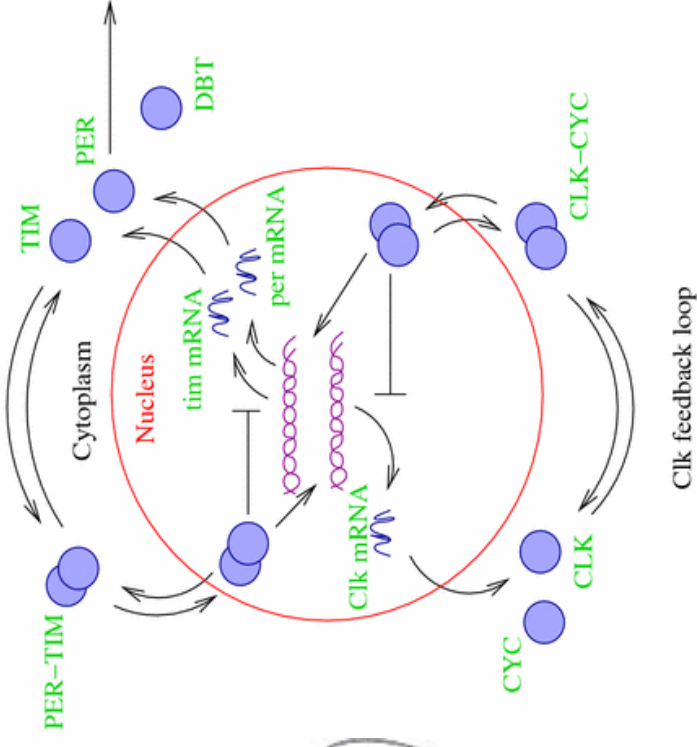 PER−TIM
TIM
PER
DBT
Cytoplasm
Nucleus
tim mRNA
per mRNA
Clk mRNA
CYC
CLK
CLK−CYC
Clk feedback loop